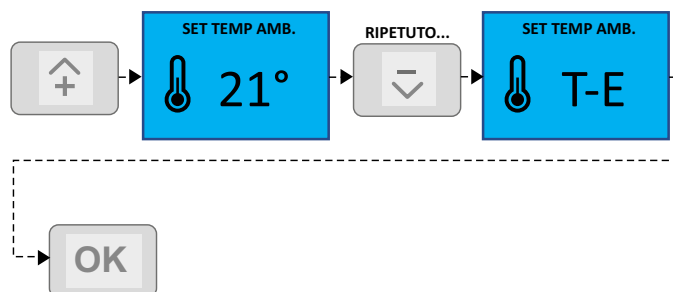 SET TEMP AMB.
21°
RIPETUTO...
SET TEMP AMB.
T-E
OK